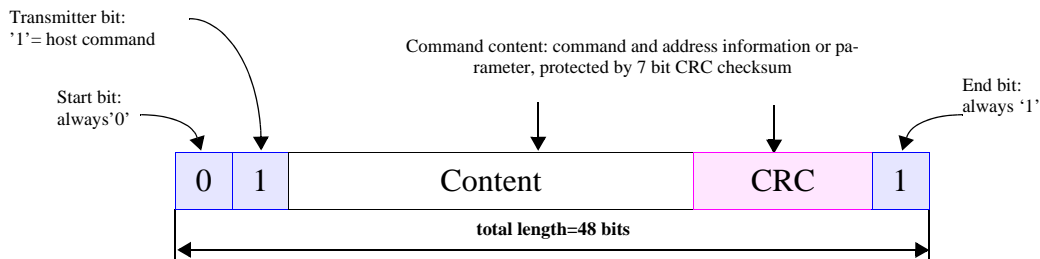 Transmitter bit:
’1’= host command
Command content: command and address information or pa-
rameter, protected by 7 bit CRC checksum
Start bit:
always’0’
End bit:
always ‘1’
0 1 Content CRC 1
total length=48 bits